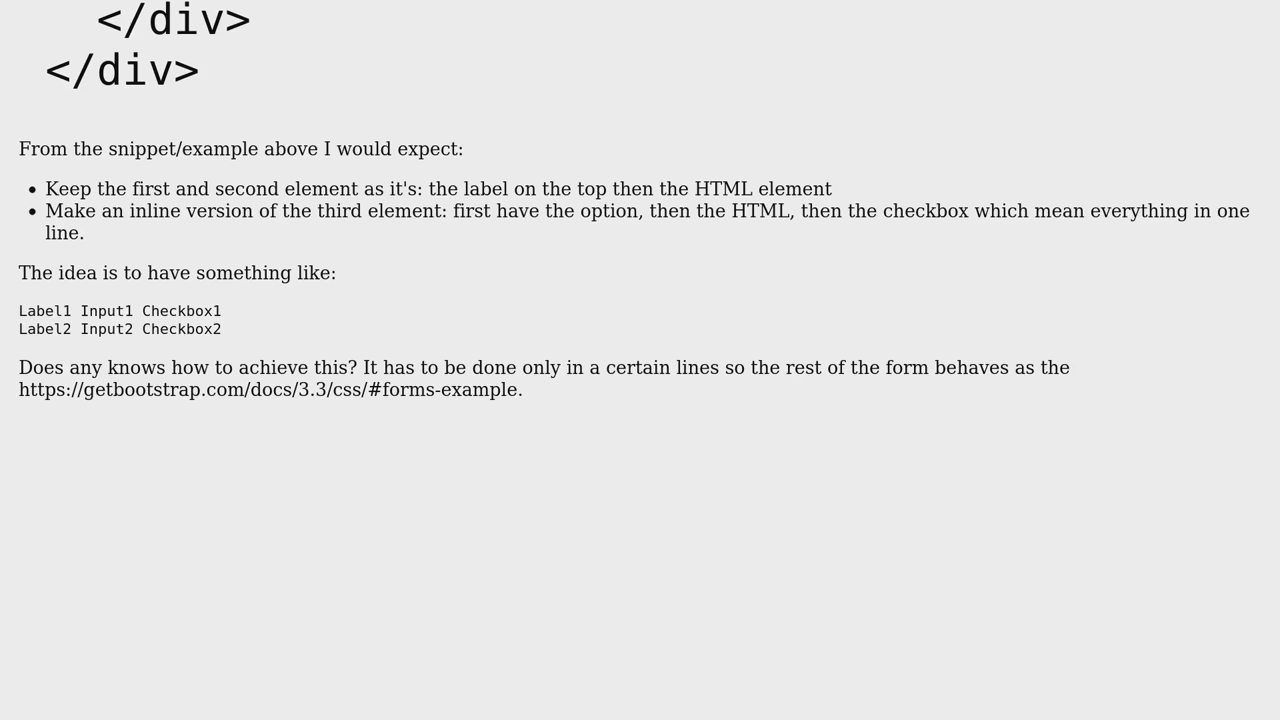 </div>
</div>
From the snippet/example above I would expect:
• Keep the first and second element as it's: the label on the top then the HTML element
• Make an inline version of the third element: first have the option, then the HTML, then the checkbox which mean everything in one
line.
The idea is to have something like:
Label1 Input1 Checkbox1
Label2 Input2 Checkbox2
Does any knows how to achieve this? It has to be done only in a certain lines so the rest of the form behaves as the
https://getbootstrap.com/docs/3.3/css/#forms-example.